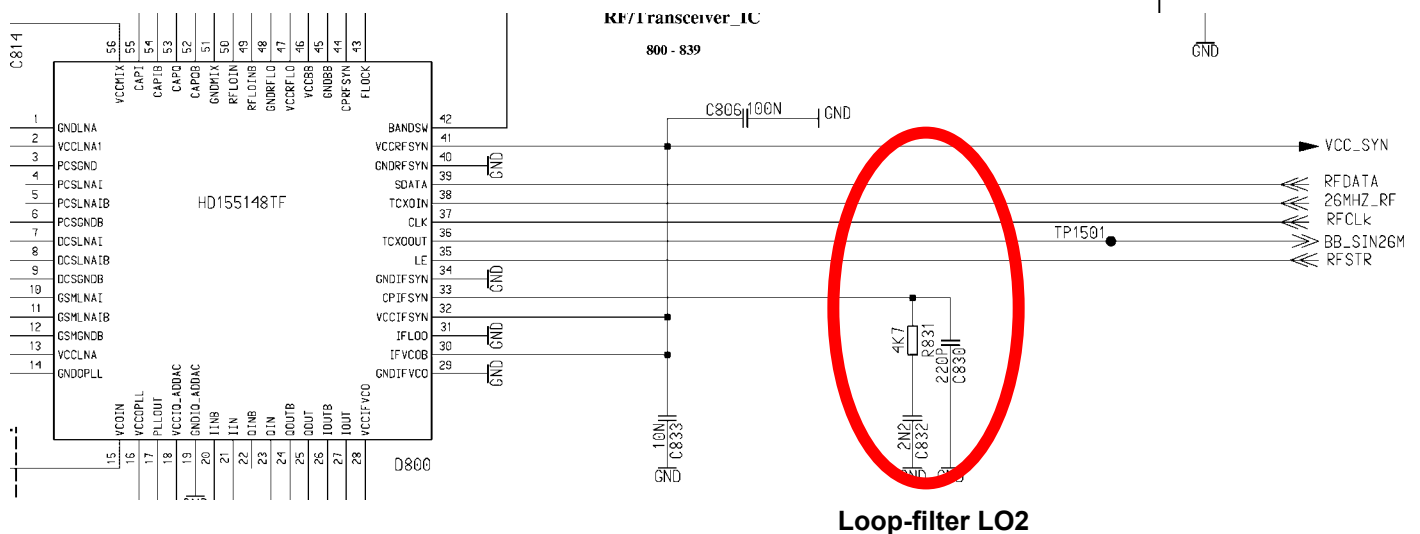 RF/Transceiver_IC
800 - 839
C814
56 55 54 53 52 51 50 49 48 47 46 45 44 43
VCCMIX CAPI CAPIB CAPQ CAPQB GNDMIX RFLOIN RFLOINB GNDRFLO VCCRFLO VCCBB GNDBB CPRFSYN FLOCK
GND
C806 100N GND
1 GNDLNA
2 VCCLNA1
3 PCSGND
4 PCSLNAI
5 PCSLNAIB
6 PCSGNDB
7 DCSLNAI
8 DCSLNAIB
9 DCSGNDB
10 GSMLNAI
11 GSMLNAIB
12 GSMGNDB
13 VCCLNA
14 GNDOPLL
HD155148TF
BANDSW 42
VCCRFSYN 41
GNDRFSYN 40 GND
SDATA 39
TCXOIN 38
CLK 37
TCXOOUT 36
LE 35
GNDIFSYN 34 GND
CPIFSYN 33
VCCIFSYN 32
IFLOO 31 GND
IFVCOB 30
GNDIFVCO 29 GND
VCC_SYN
RFDATA
26MHZ_RF
RFCLk
TP1501
BB_SIN26M
RFSTR
4K7
R831
220P
C830
2N2
C832
GND
GND
10N
C833
GND
VCOIN VCCOPLL PLLOUT VCCIQ_ADDAC GNDIQ_ADDAC IINB IIN QINB QIN QOUTB QOUT IOUTB IOUT VCCIFVCO
15 16 17 18 19 20 21 22 23 24 25 26 27 28
D800
Loop-filter LO2